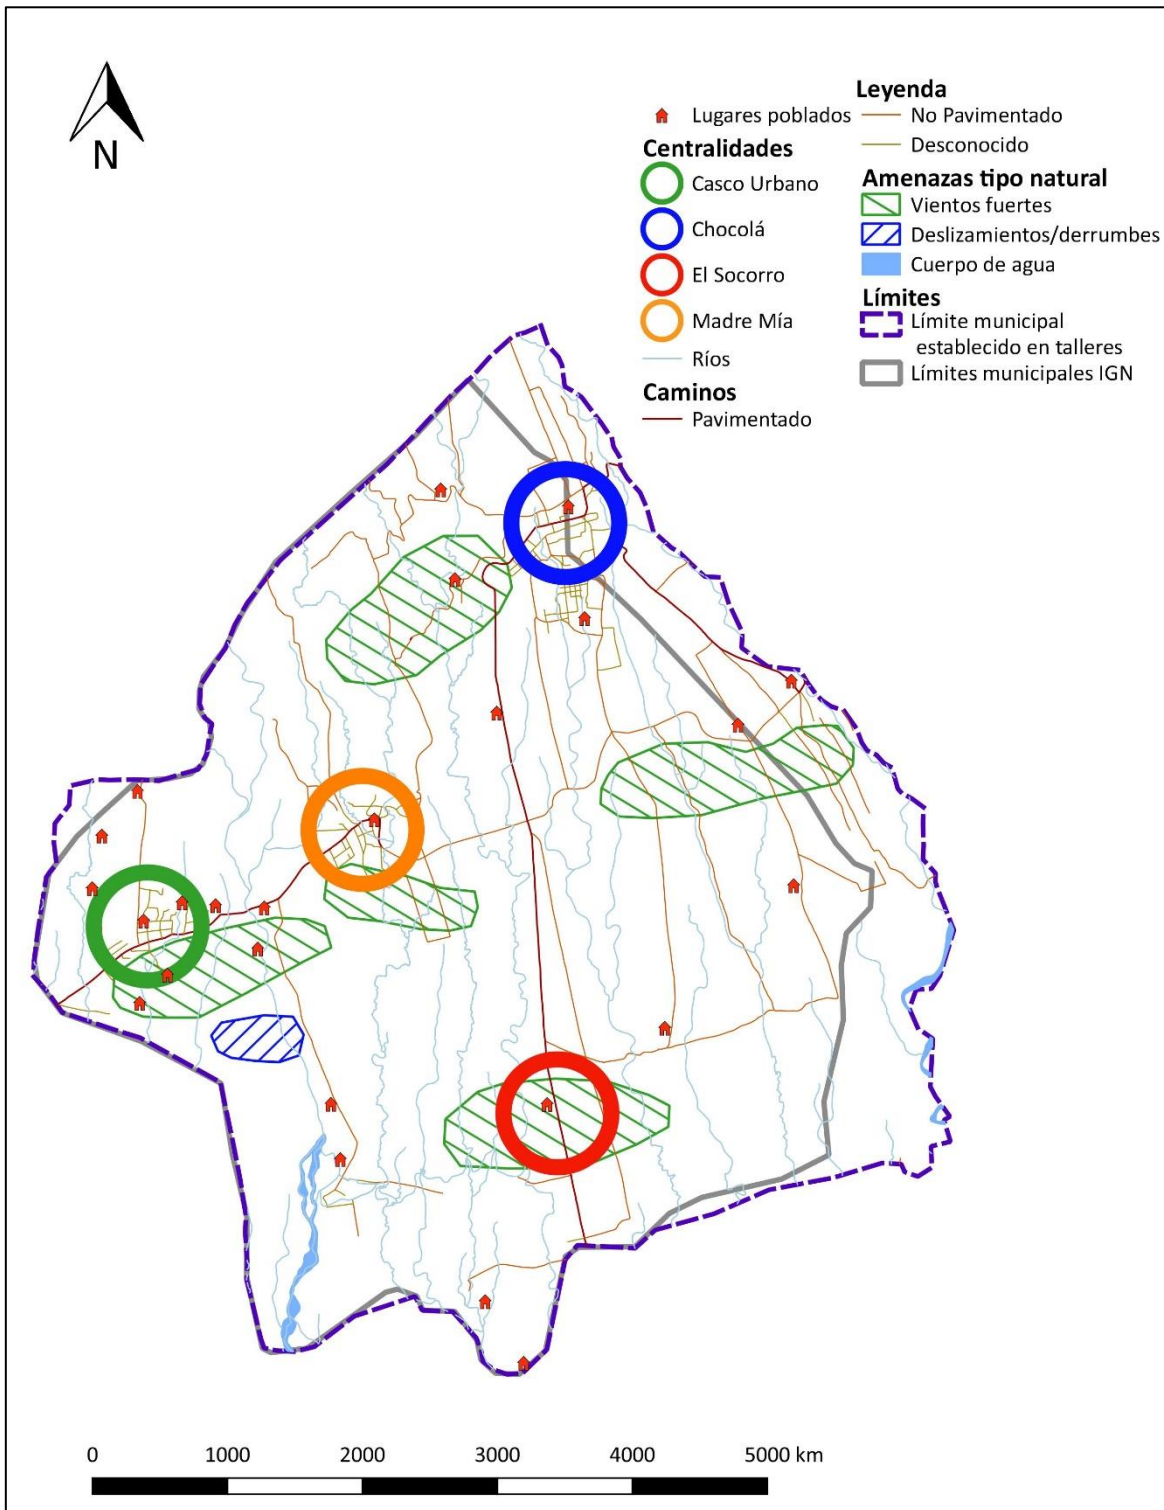 N
Lugares poblados
Centralidades
Casco Urbano
Chocolá
El Socorro
Madre Mía
Ríos
Caminos
Pavimentado
Leyenda
No Pavimentado
Desconocido
Amenazas tipo natural
Vientos fuertes
Deslizamientos/derrumbes
Cuerpo de agua
Límites
Límite municipal
establecido en talleres
Límites municipales IGN
0 1000 2000 3000 4000 5000 km